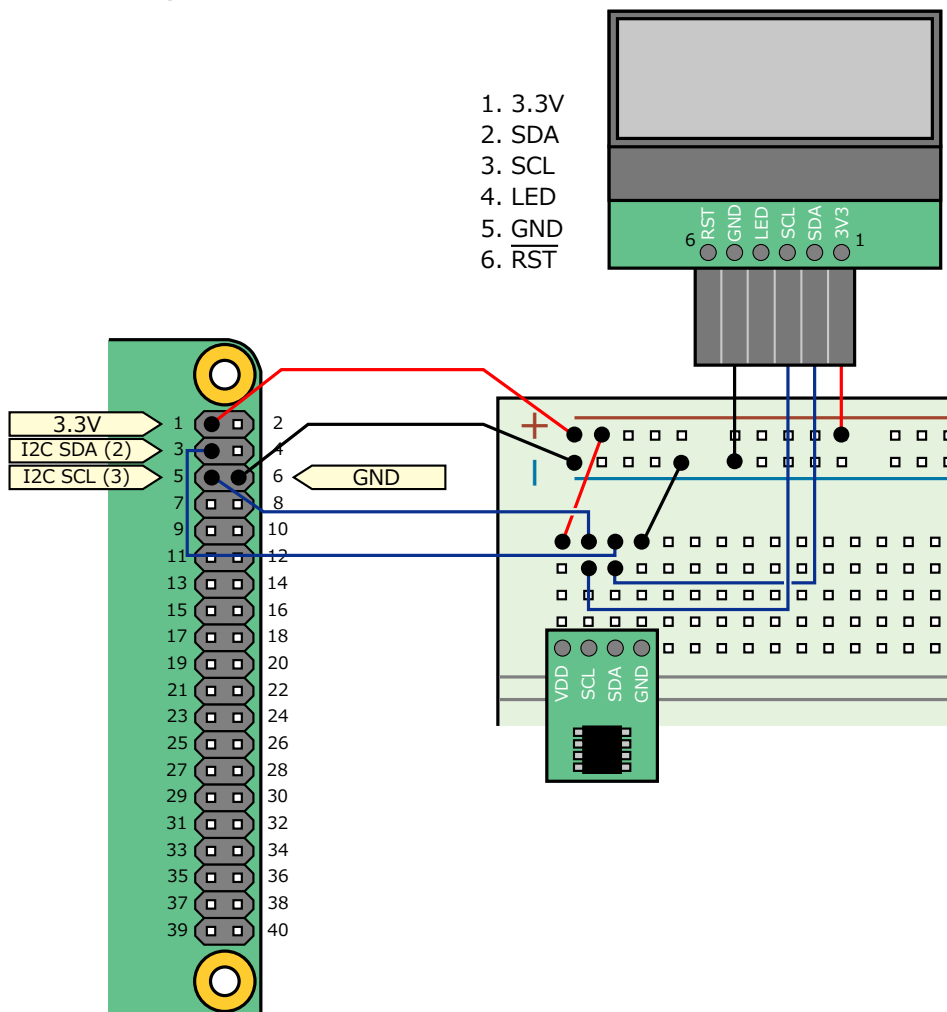 1. 3.3V
2. SDA
3. SCL
4. LED
5. GND
6. RST
6 RST GND LED SCL SDA 3V3 1
3.3V 1 2
I2C SDA (2) 3 4
I2C SCL (3) 5 6 GND
7 8
9 10
11 12
13 14
15 16
17 18
19 20
21 22
23 24
25 26
27 28
29 30
31 32
33 34
35 36
37 38
39 40
+
−
VDD SCL SDA GND